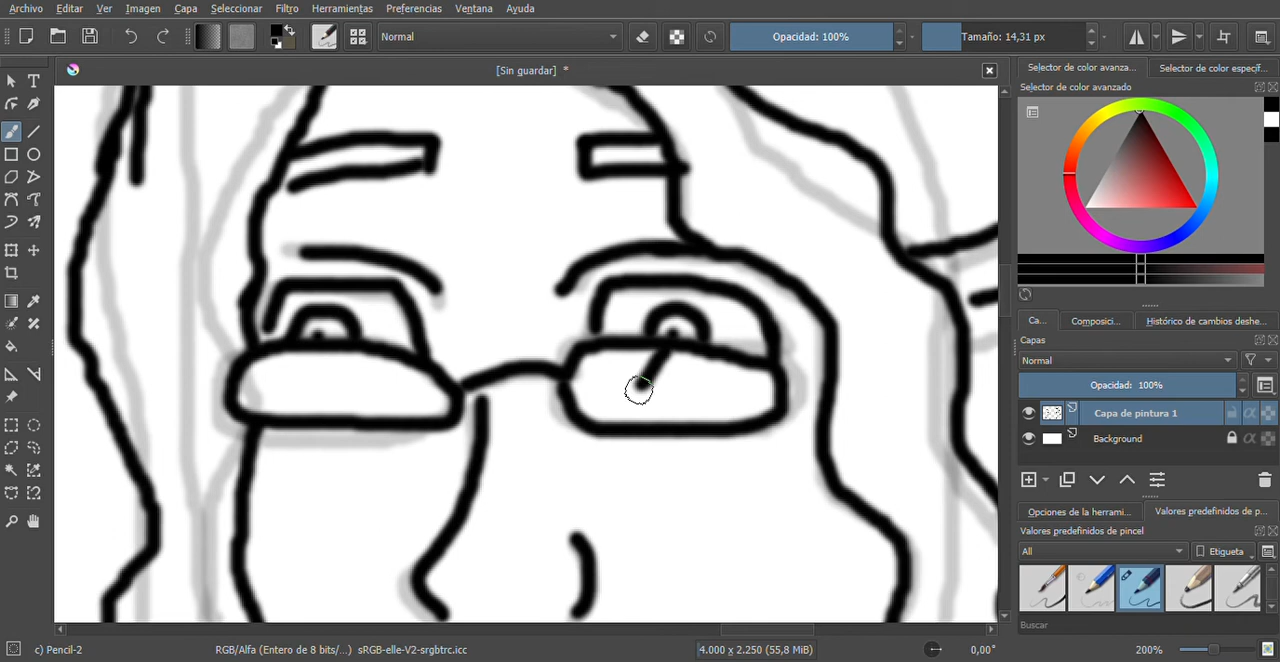 Archivo Editar Ver Imagen Capa Seleccionar Filtro Herramientas Preferencias Ventana Ayuda
Normal Opacidad: 100% Tamaño: 14,31 px
[Sin guardar] *
Selector de color avanza... Selector de color específ...
Selector de color avanzado
Ca... Composici... Histórico de cambios deshe...
Capas
Normal
Opacidad: 100%
Capa de pintura 1
Background
Opciones de la herrami... Valores predefinidos de p...
Valores predefinidos de pincel
All Etiqueta
Buscar
c) Pencil-2 RGB/Alfa (Entero de 8 bits/...) sRGB-elle-V2-srgbtrc.icc 4.000 x 2.250 (55,8 MiB) 0,00° 200%